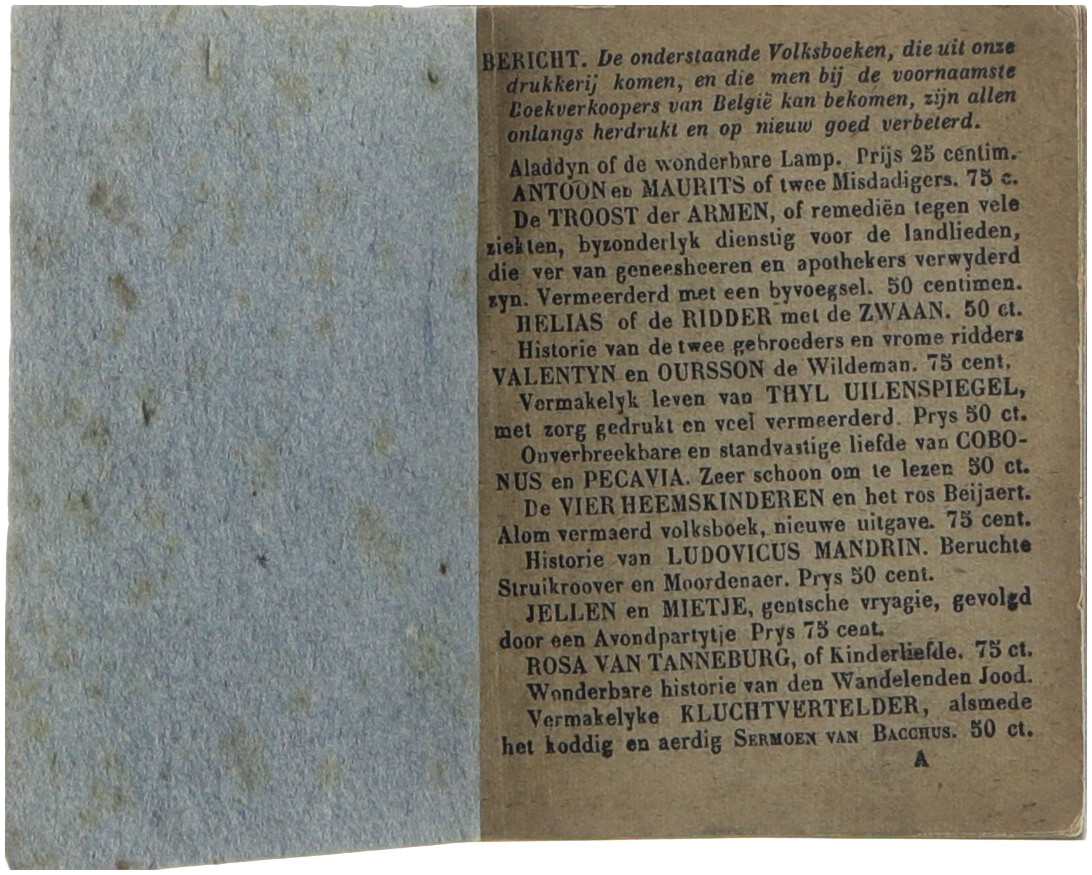 BERICHT. De onderstaande Volksboeken, die uit onze
drukkerij komen, en die men bij de voornaamste
Boekverkoopers van België kan bekomen, zijn allen
onlangs herdrukt en op nieuw goed verbeterd.
Aladdyn of de wonderbare Lamp. Prijs 25 centim.
ANTOON en MAURITS of twee Misdadigers. 75 c.
De TROOST der ARMEN, of remediën tegen vele
ziekten, byzonderlyk dienstig voor de landlieden,
die ver van geneesheeren en apothekers verwyderd
zyn. Vermeerderd met een byvoegsel. 50 centimen.
HELIAS of de RIDDER met de ZWAAN. 50 ct.
Historie van de twee gebroeders en vrome ridders
VALENTYN en OURSSON de Wildeman. 75 cent.
Vermakelyk leven van THYL UILENSPIEGEL,
met zorg gedrukt en veel vermeerderd. Prys 50 ct.
Onverbreekbare en standvastige liefde van COBO-
NUS en PECAVIA. Zeer schoon om te lezen 50 ct.
De VIER HEEMSKINDEREN en het ros Beijaert.
Alom vermaerd volksboek, nieuwe uitgave. 75 cent.
Historie van LUDOVICUS MANDRIN. Beruchte
Struikroover en Moordenaer. Prys 50 cent.
JELLEN en MIETJE, gentsche vryagie, gevolgd
door een Avondpartytje Prys 75 cent.
ROSA VAN TANNEBURG, of Kinderliefde. 75 ct.
Wonderbare historie van den Wandelenden Jood.
Vermakelyke KLUCHTVERTELDER, alsmede
het koddig en aerdig SERMOEN VAN BACCHUS. 50 ct.
A